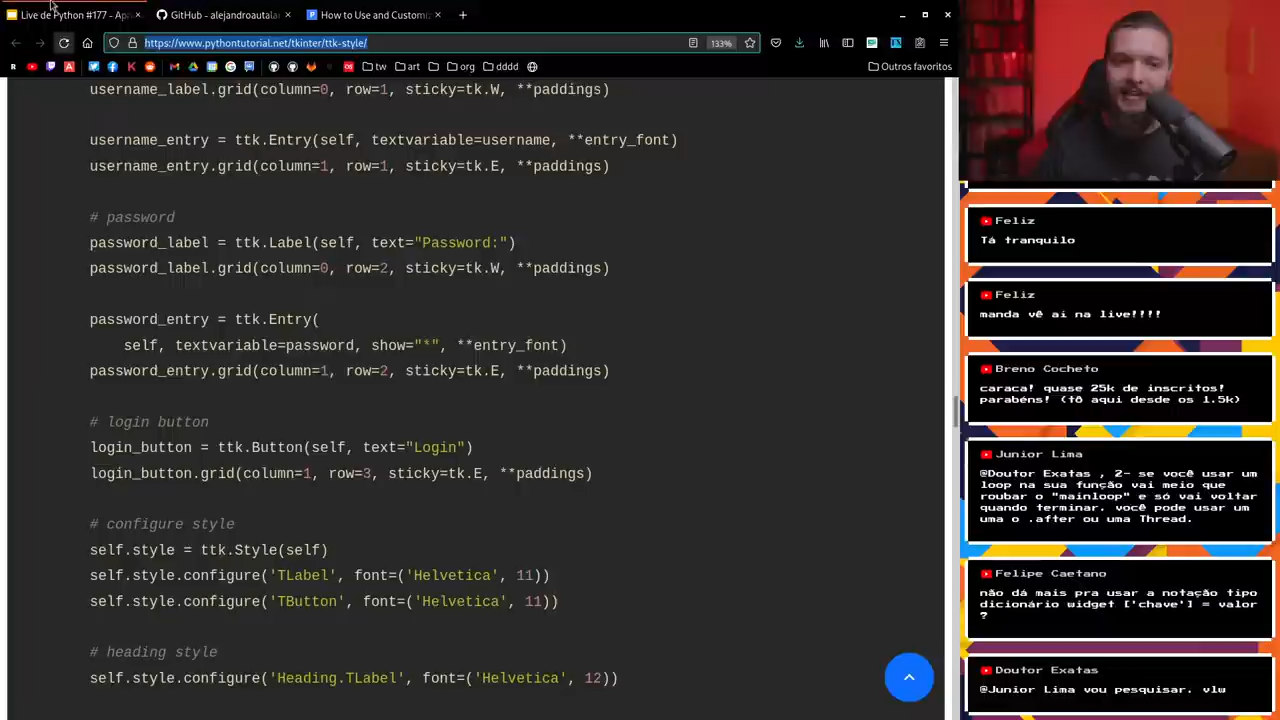 Live de Python #177 - Ap
GitHub - alejandroautala
How to Use and Customiz
https://www.pythontutorial.net/tkinter/ttk-style/
133%
tw
art
org
dddd
Outros favoritos
username_label.grid(column=0, row=1, sticky=tk.W, **paddings)
username_entry = ttk.Entry(self, textvariable=username, **entry_font)
username_entry.grid(column=1, row=1, sticky=tk.E, **paddings)
# password
password_label = ttk.Label(self, text="Password:")
password_label.grid(column=0, row=2, sticky=tk.W, **paddings)
password_entry = ttk.Entry(
self, textvariable=password, show="*", **entry_font)
password_entry.grid(column=1, row=2, sticky=tk.E, **paddings)
# login button
login_button = ttk.Button(self, text="Login")
login_button.grid(column=1, row=3, sticky=tk.E, **paddings)
# configure style
self.style = ttk.Style(self)
self.style.configure('TLabel', font=('Helvetica', 11))
self.style.configure('TButton', font=('Helvetica', 11))
# heading style
self.style.configure('Heading.TLabel', font=('Helvetica', 12))
Feliz
Tá tranquilo
Feliz
manda vê ai na live!!!!
Breno Cocheto
caraca! quase 25k de inscritos!
parabéns! (tô aqui desde os 1.5k)
Junior Lima
@Doutor Exatas , 2- se você usar um
loop na sua função vai meio que
roubar o "mainloop" e só vai voltar
quando terminar. você pode usar um
uma o .after ou uma Thread.
Felipe Caetano
não dá mais pra usar a notação tipo
dicionário widget ['chave'] = valor
?
Doutor Exatas
@Junior Lima vou pesquisar. vlw